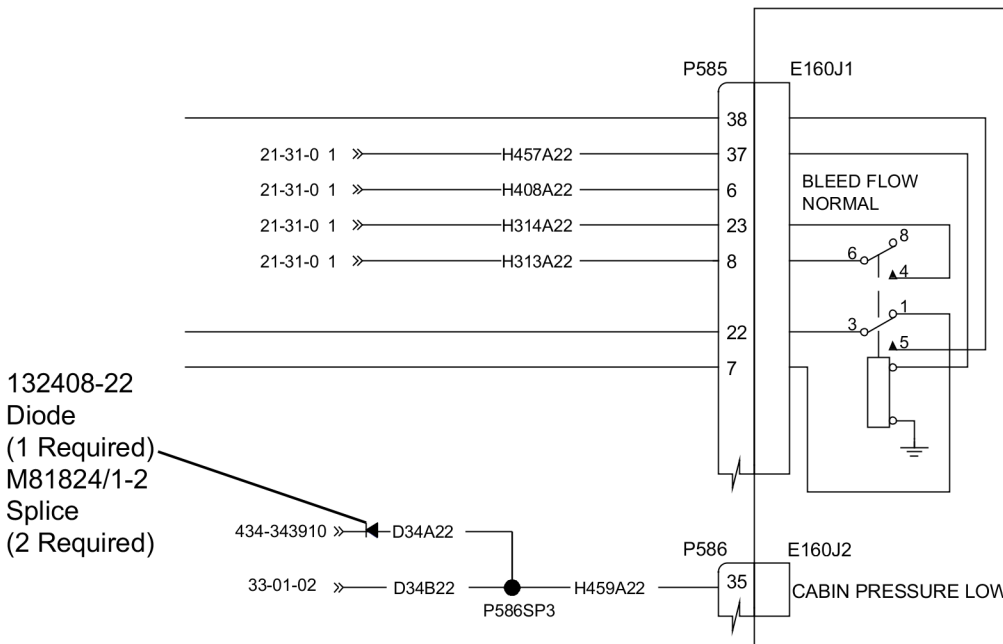 P585 E160J1
38
21-31-0 1 H457A22 37
21-31-0 1 H408A22 6
BLEED FLOW
NORMAL
21-31-0 1 H314A22 23
8
6
21-31-0 1 H313A22 8
4
1
22 3
5
7
132408-22
Diode
(1 Required)
M81824/1-2
Splice
(2 Required)
434-343910 D34A22
P586 E160J2
33-01-02 D34B22 H459A22 35 CABIN PRESSURE LOW
P586SP3